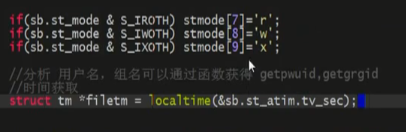 if(sb.st_mode & S_IROTH) stmode[7]='r';
if(sb.st_mode & S_IWOTH) stmode[8]='w';
if(sb.st_mode & S_IXOTH) stmode[9]='x';
//分析 用户名，组名可以通过函数获得 getpwuid,getgrgid
//时间获取
struct tm *filetm = localtime(&sb.st_atim.tv_sec);